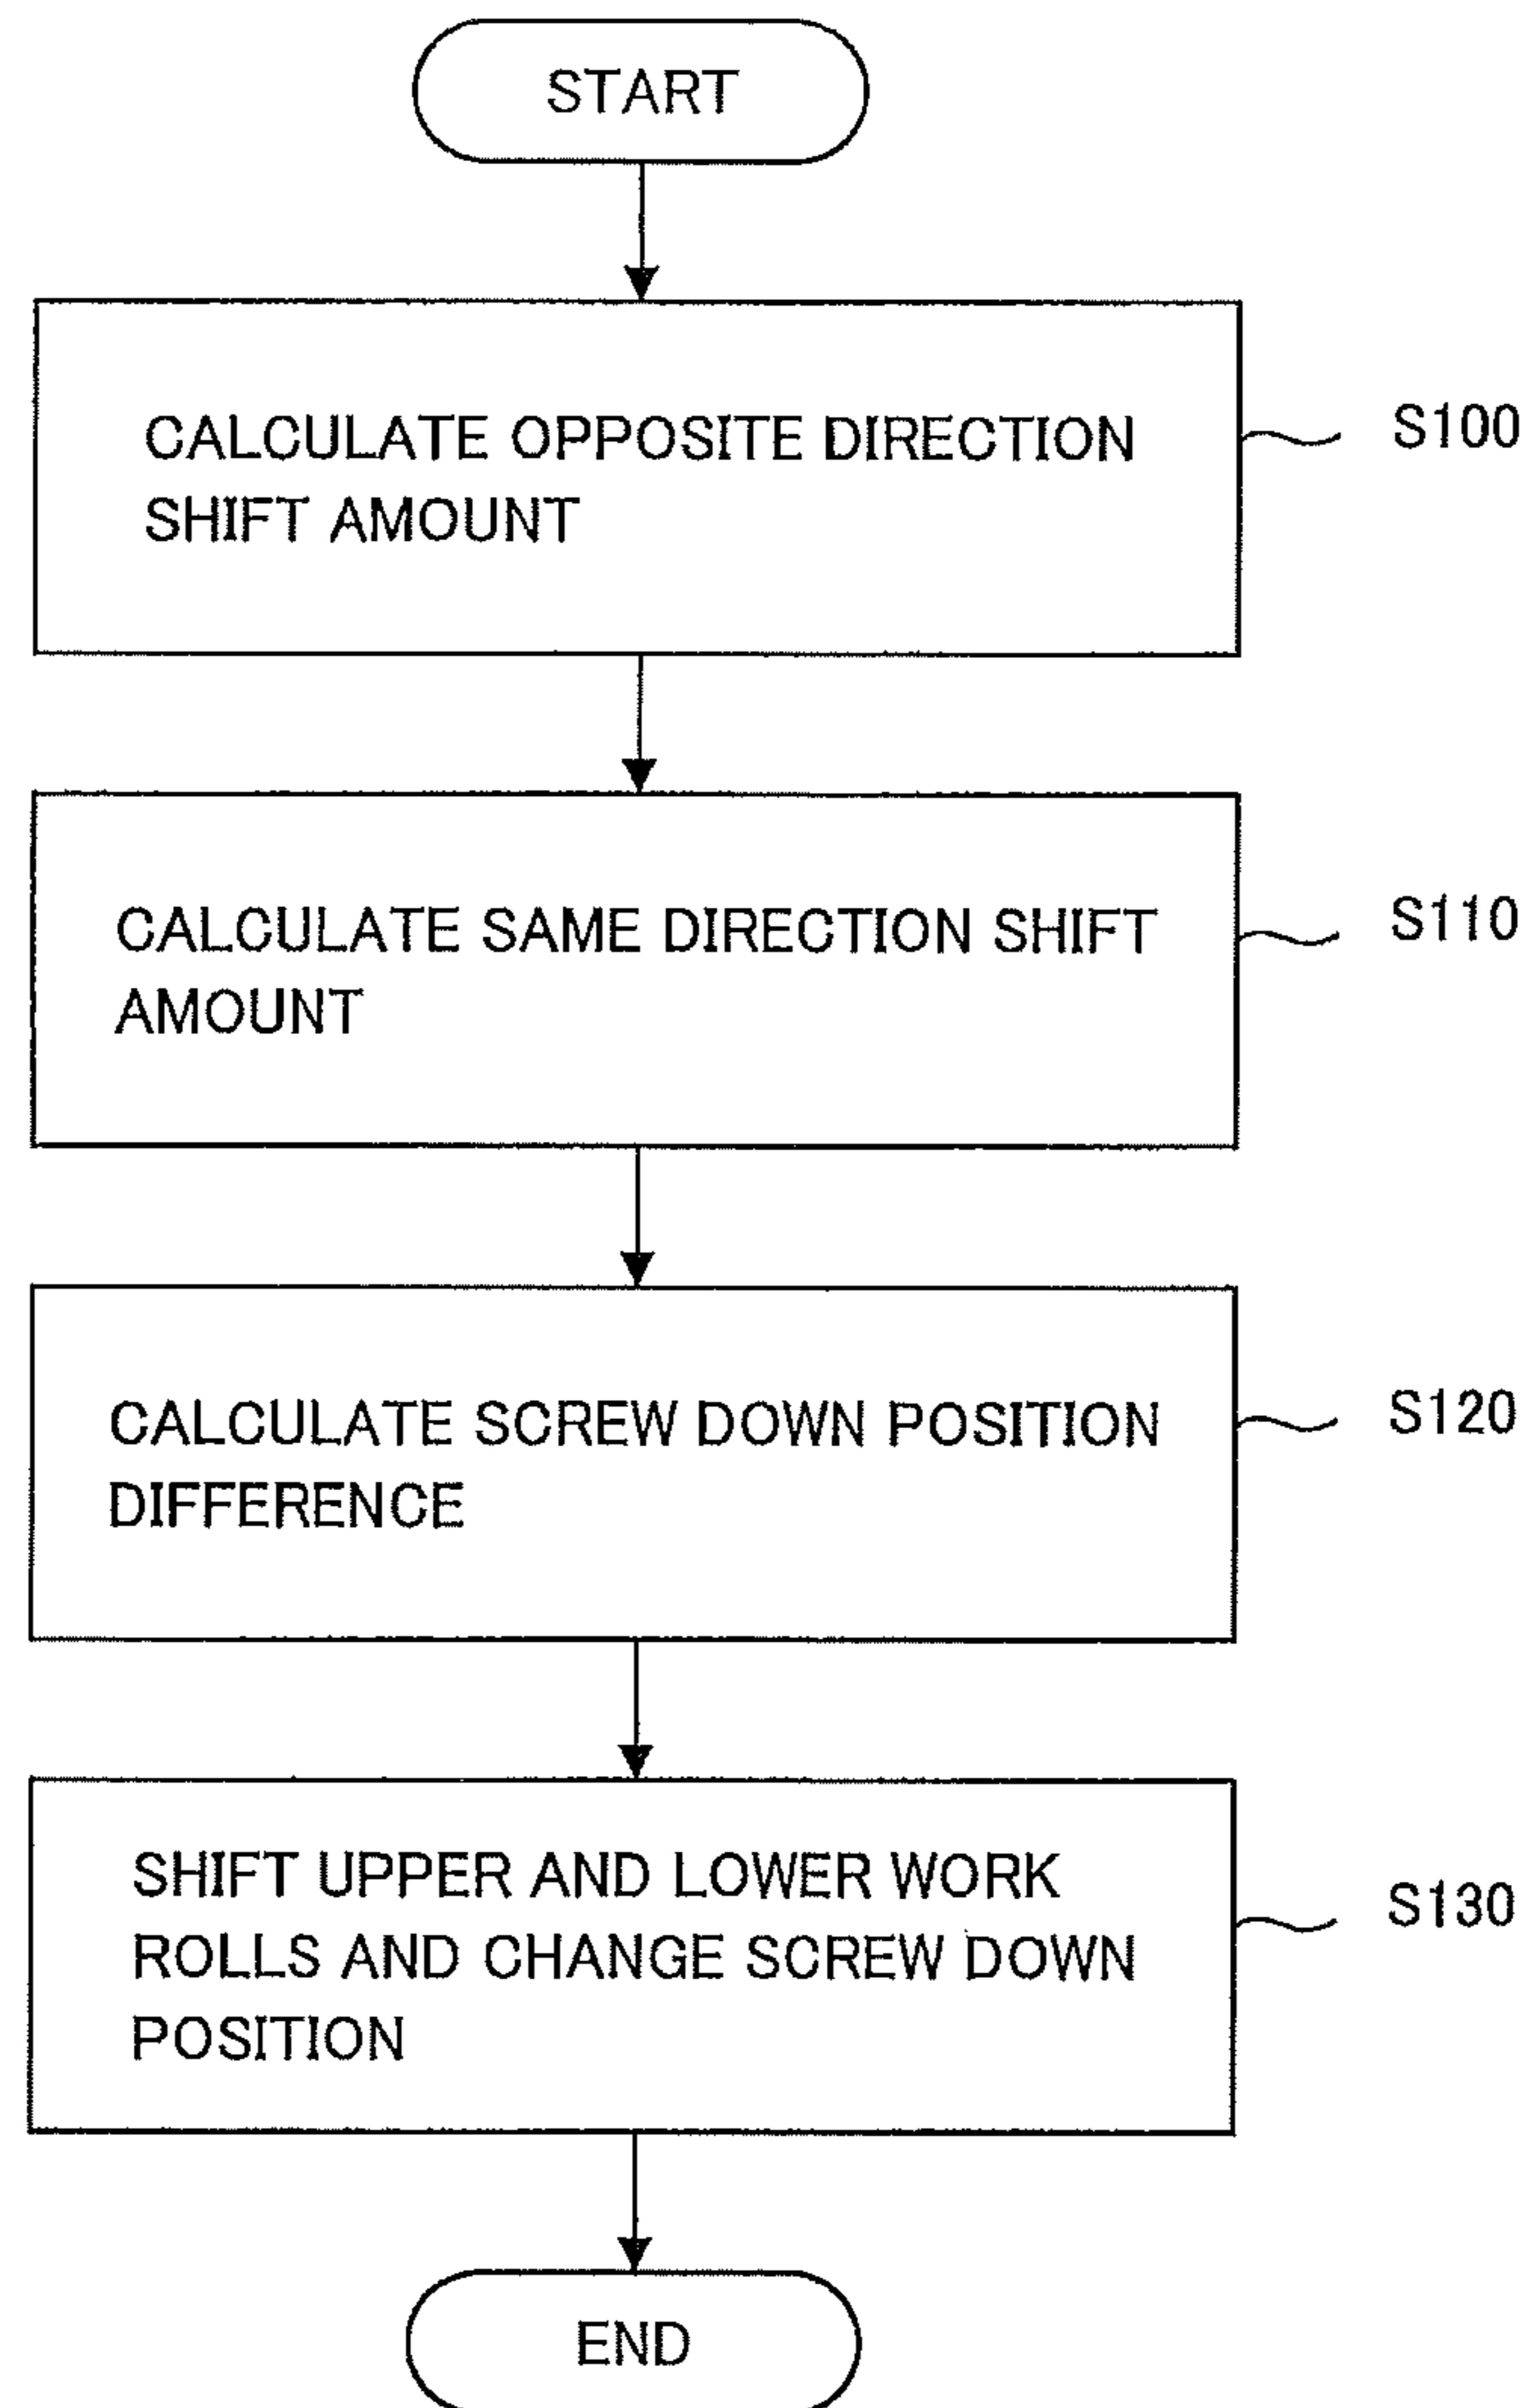 START
CALCULATE OPPOSITE DIRECTION
SHIFT AMOUNT
S100
CALCULATE SAME DIRECTION SHIFT
AMOUNT
S110
CALCULATE SCREW DOWN POSITION
DIFFERENCE
S120
SHIFT UPPER AND LOWER WORK
ROLLS AND CHANGE SCREW DOWN
POSITION
S130
END